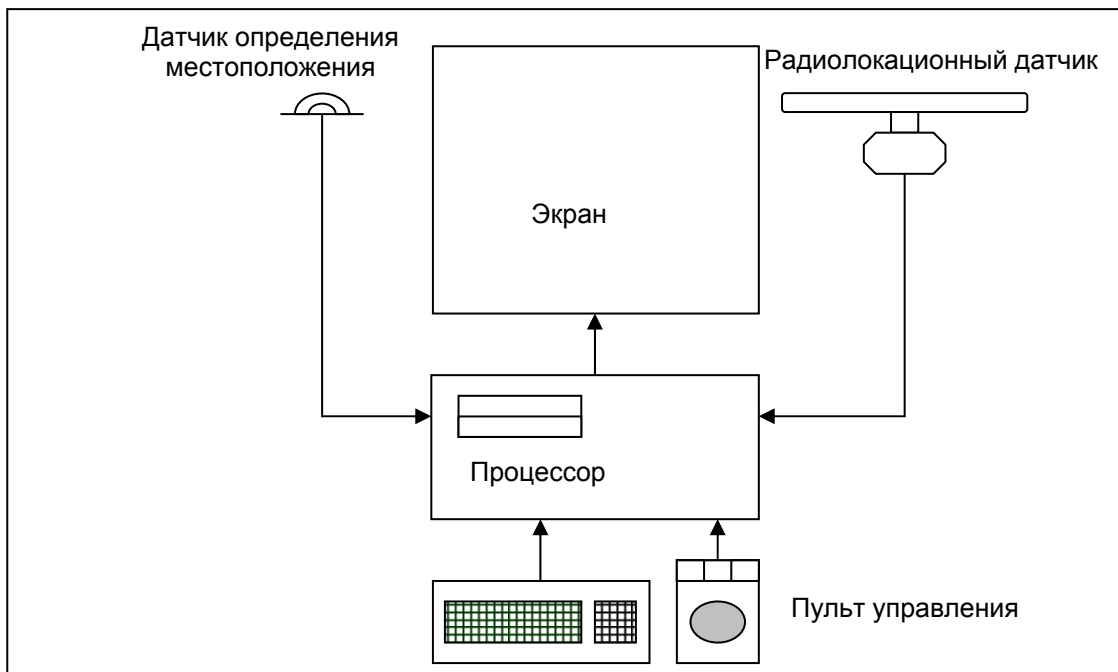 Датчик определения
местоположения
Радиолокационный датчик
Экран
Процессор
Пульт управления